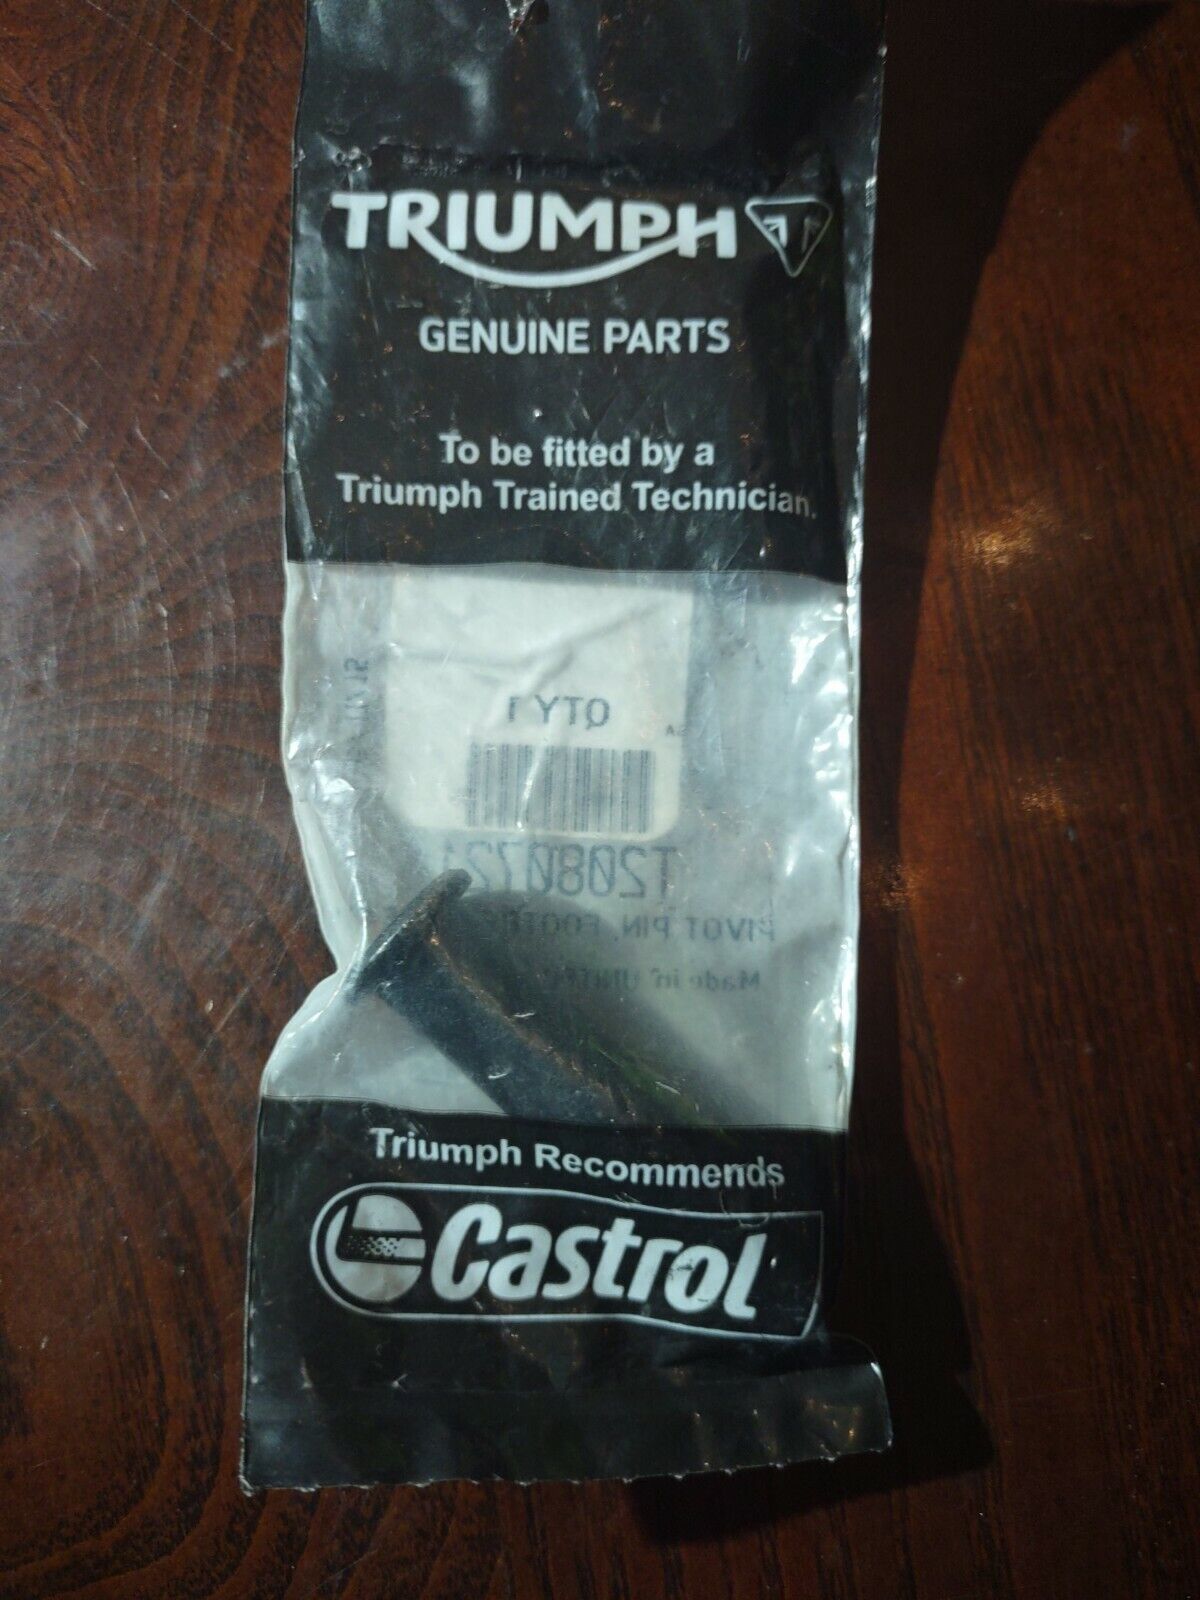 TRIUMPH
GENUINE PARTS
To be fitted by a
Triumph Trained Technician.
QTY 1
T208072
PIVOT PIN,
Made in
Triumph Recommends
Castrol